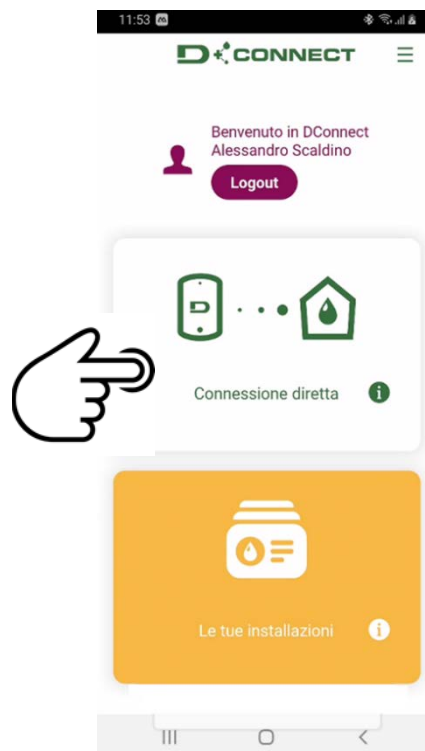 11:53
D CONNECT
Benvenuto in DConnect
Alessandro Scaldino
Logout
D
Connessione diretta i
Le tue installazioni i